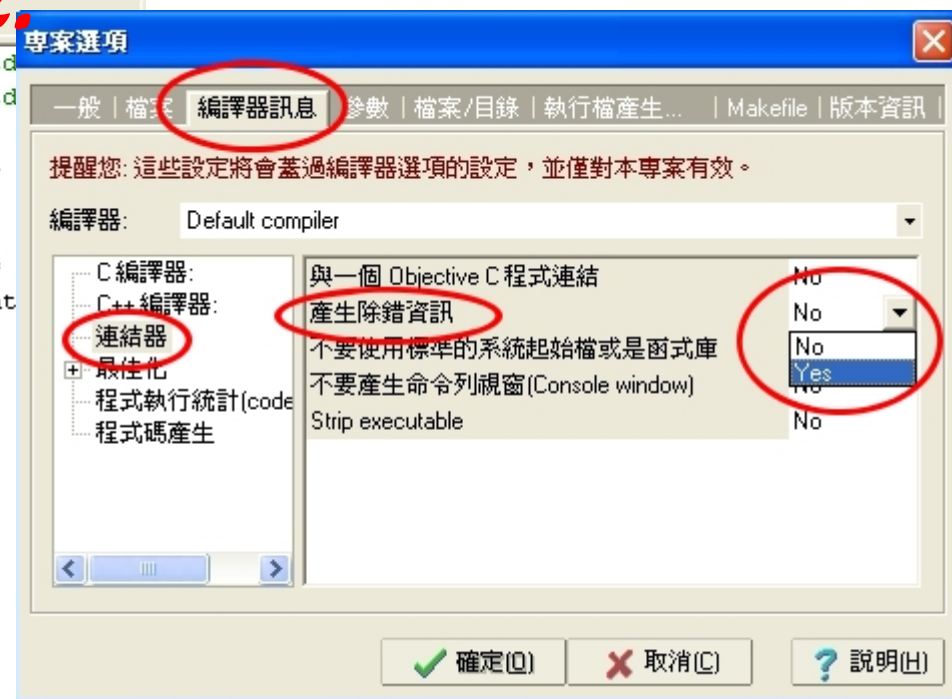 專案選項
一般 | 檔案 編譯器訊息 參數 | 檔案/目錄 | 執行檔產生... | Makefile | 版本資訊 |
提醒您: 這些設定將會蓋過編譯器選項的設定，並僅對本專案有效。
編譯器: Default compiler
C 編譯器:
C++ 編譯器:
連結器
最佳化
程式執行統計(code
程式碼產生
與一個 Objective C 程式連結 No
產生除錯資訊 No
No
Yes
不要使用標準的系統起始檔或是函式庫
不要產生命令列視窗(Console window) No
Strip executable No
確定(O) 取消(C) 說明(H)